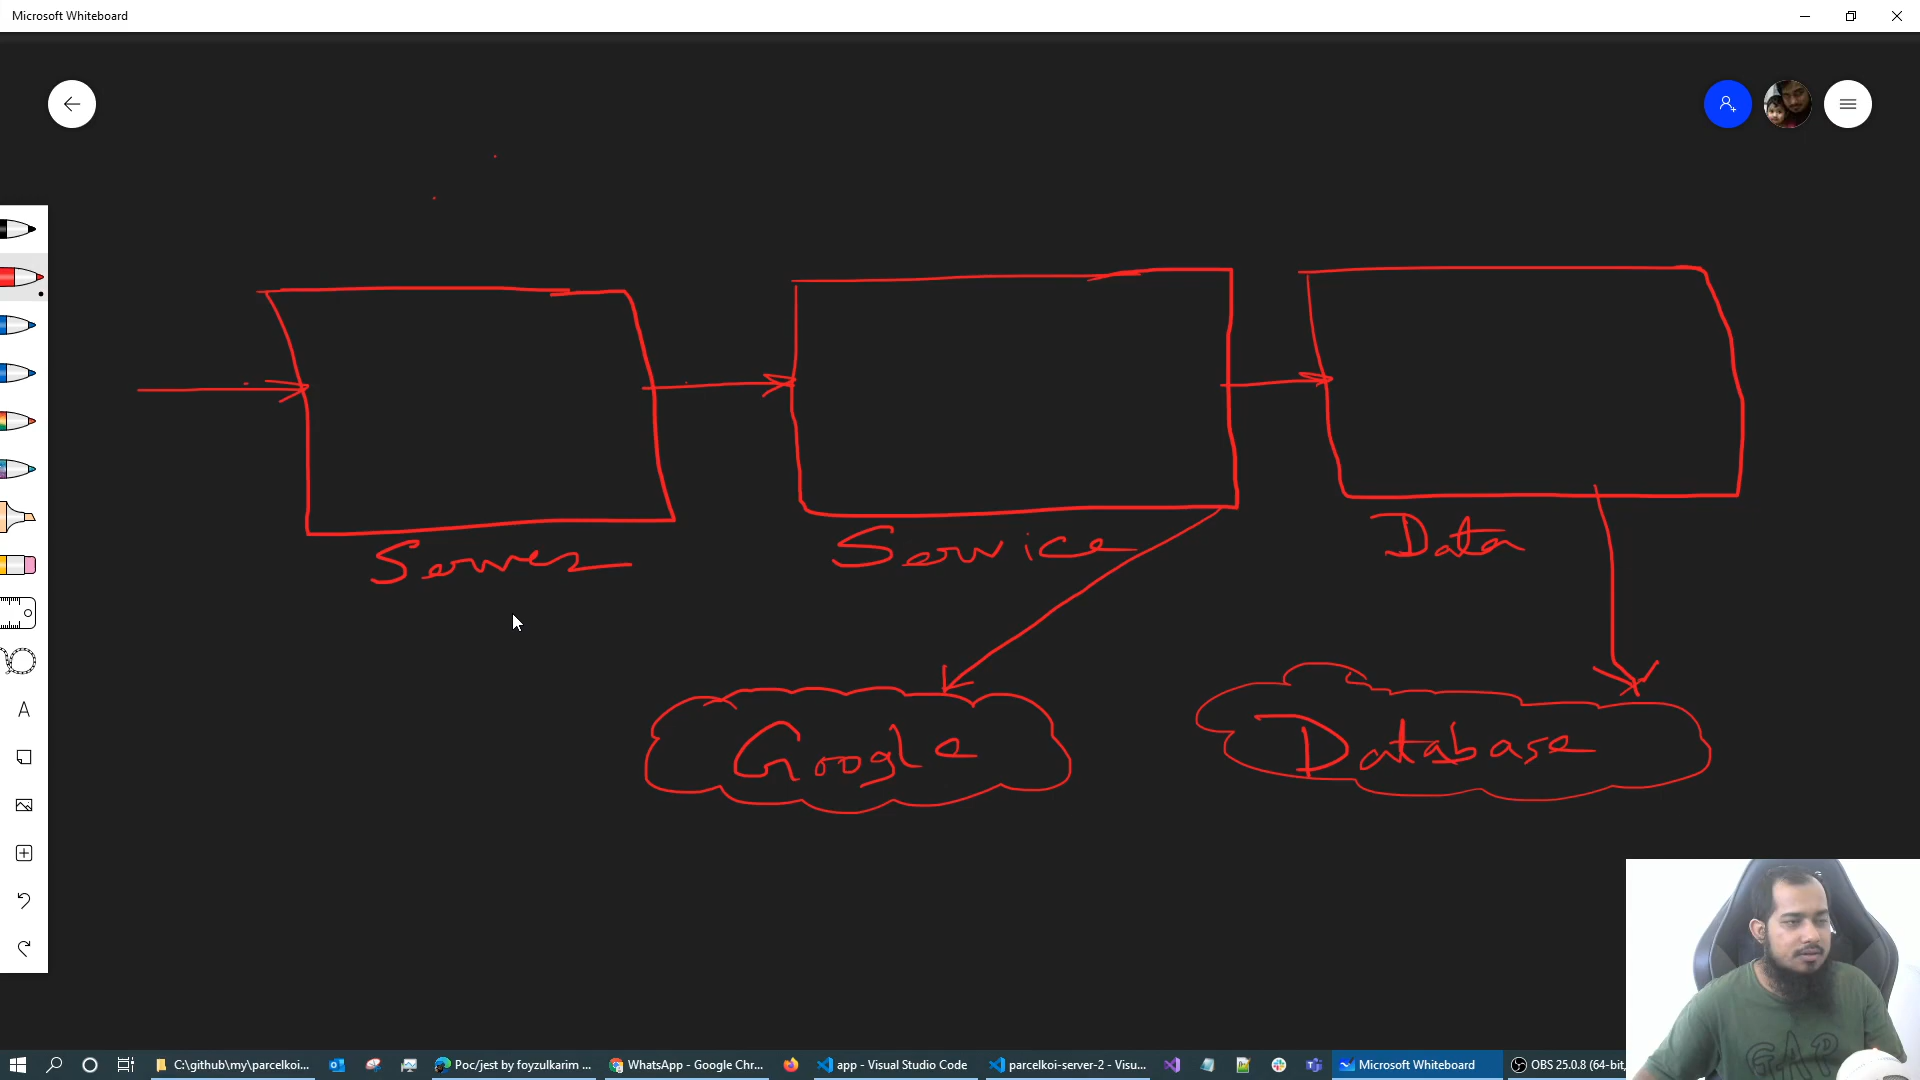 Microsoft Whiteboard
Server
Service
Data
Google
Database
A
C:\github\my\parcelkoi...
Poc/jest by foyzulkarim ...
WhatsApp - Google Chr...
app - Visual Studio Code
parcelkoi-server-2 - Visu...
Microsoft Whiteboard
OBS 25.0.8 (64-bit,
GAP